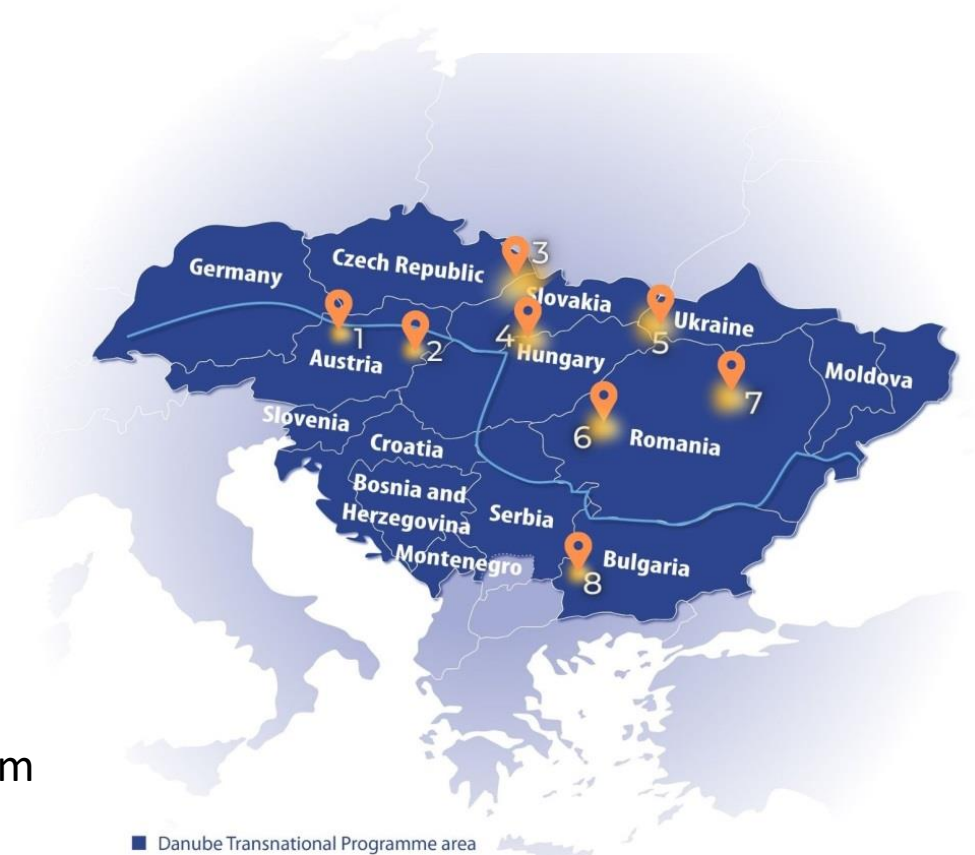 3
Czech Republic
Germany
Slovakia
Ukraine
4
5
1
2
Hungary
Austria
Moldova
7
Slovenia
6
Romania
Croatia
Bosnia and
Herzegovina
Serbia
Montenegro
Bulgaria
8
m
Danube Transnational Programme area